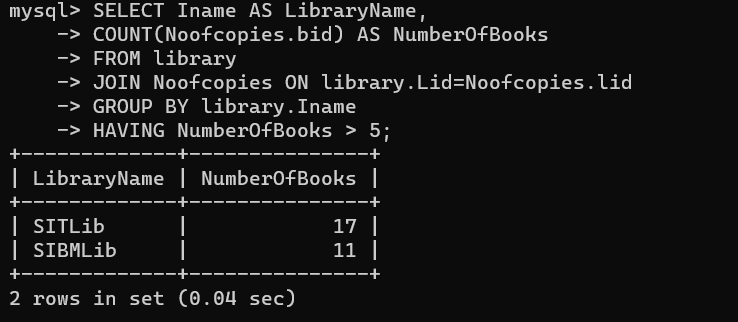 mysql> SELECT Iname AS LibraryName,
    -> COUNT(Noofcopies.bid) AS NumberOfBooks
    -> FROM library
    -> JOIN Noofcopies ON library.Lid=Noofcopies.lid
    -> GROUP BY library.Iname
    -> HAVING NumberOfBooks > 5;
+-------------+---------------+
| LibraryName | NumberOfBooks |
+-------------+---------------+
| SITLib      |            17 |
| SIBMLib     |            11 |
+-------------+---------------+
2 rows in set (0.04 sec)